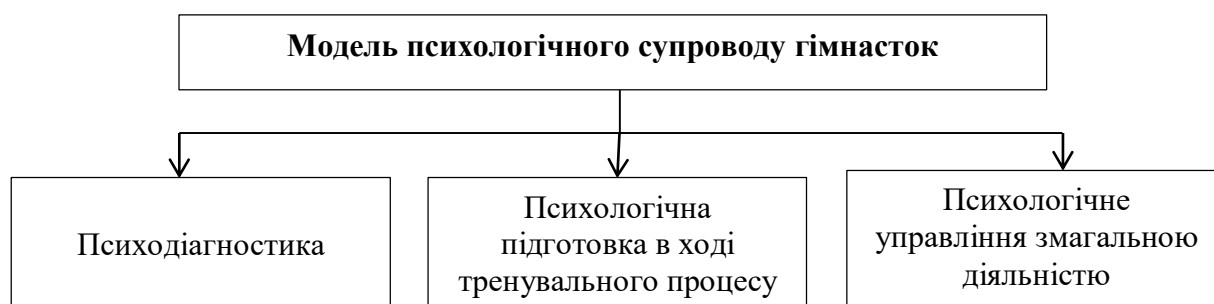 Модель психологічного супроводу гімнасток
Психодіагностика
Психологічна
підготовка в ході
тренувального процесу
Психологічне
управління змагальною
діяльністю